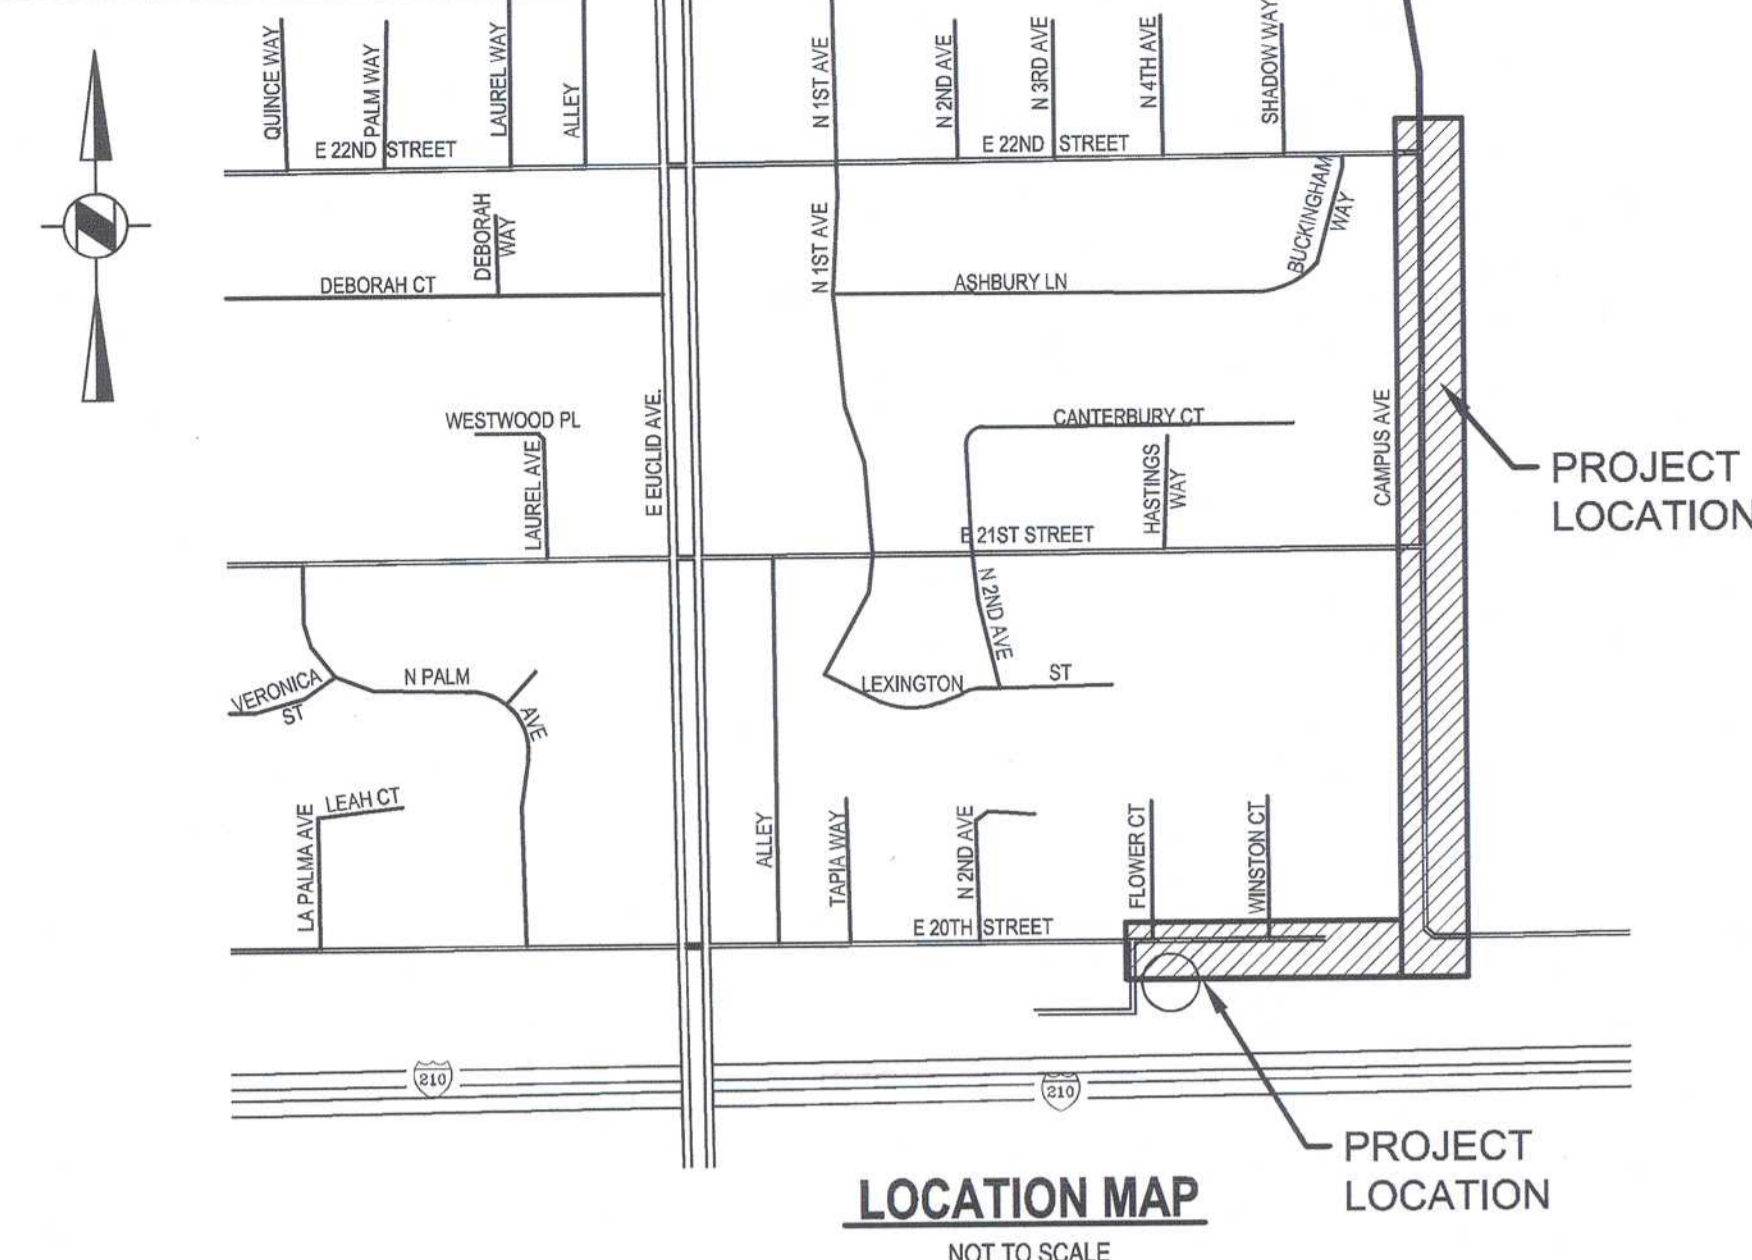 QUINCE WAY
PALM WAY
LAUREL WAY
ALLEY
N 1ST AVE
N 2ND AVE
N 3RD AVE
N 4TH AVE
SHADOW WAY
E 22ND STREET
E 22ND STREET
N
DEBORAH
WAY
N 1ST AVE
BUCKINGHAM
WAY
DEBORAH CT
ASHBURY LN
WESTWOOD PL
LAUREL AVE
E EUCLID AVE.
CANTERBURY CT
HASTINGS
WAY
CAMPUS AVE
PROJECT
LOCATION
E 21ST STREET
N 2ND AVE
VERONICA
ST
N PALM
AVE
LEXINGTON
ST
LA PALMA AVE
LEAH CT
ALLEY
TAPIA WAY
N 2ND AVE
FLOWER CT
WINSTON CT
E 20TH STREET
210
210
PROJECT
LOCATION
LOCATION MAP
NOT TO SCALE